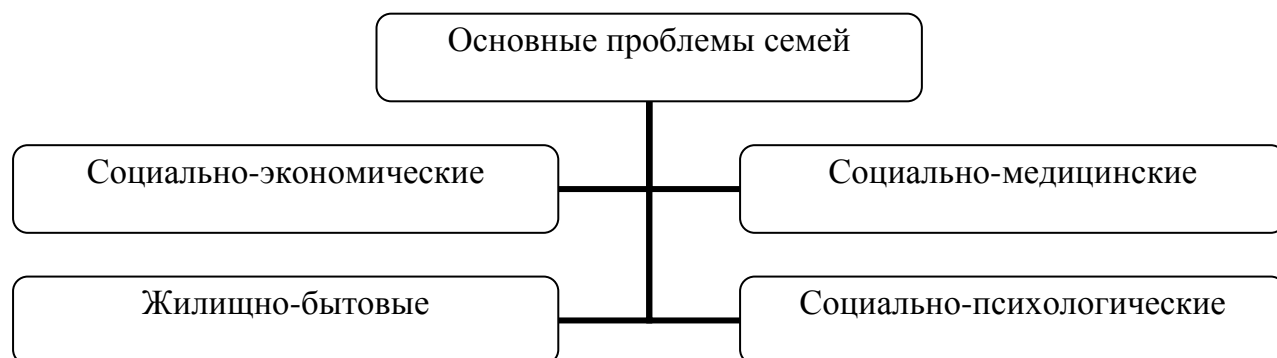 Основные проблемы семей
Социально-экономические
Социально-медицинские
Жилищно-бытовые
Социально-психологические